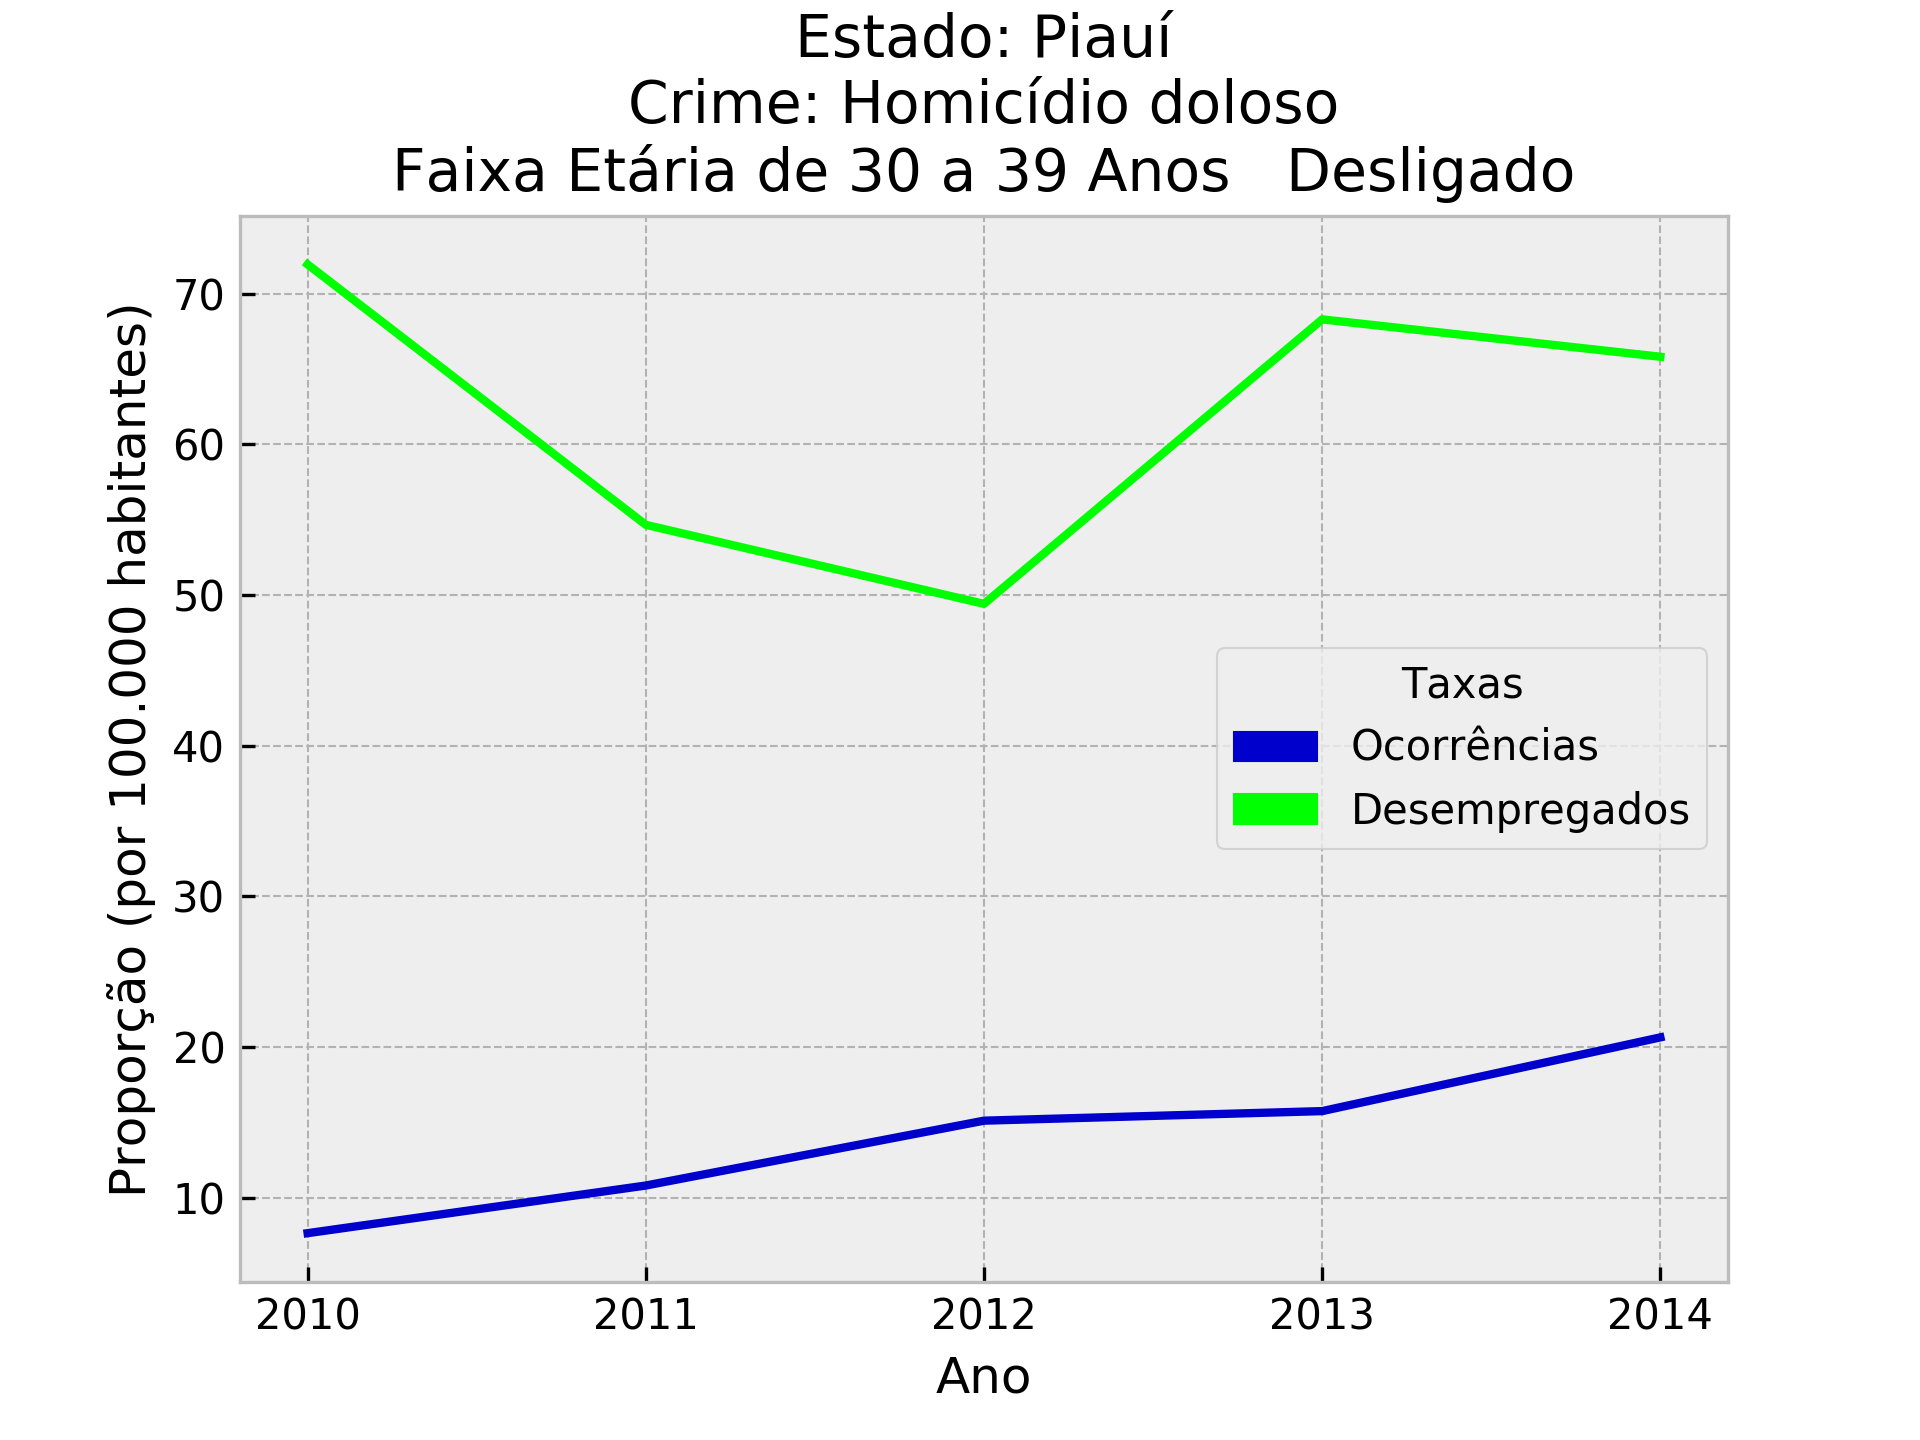 Estado: Piauí
Crime: Homicídio doloso
Faixa Etária de 30 a 39 Anos   Desligado
Proporção (por 100.000 habitantes)
70
60
50
40
30
20
10
Taxas
Ocorrências
Desempregados
2010 2011 2012 2013 2014
Ano